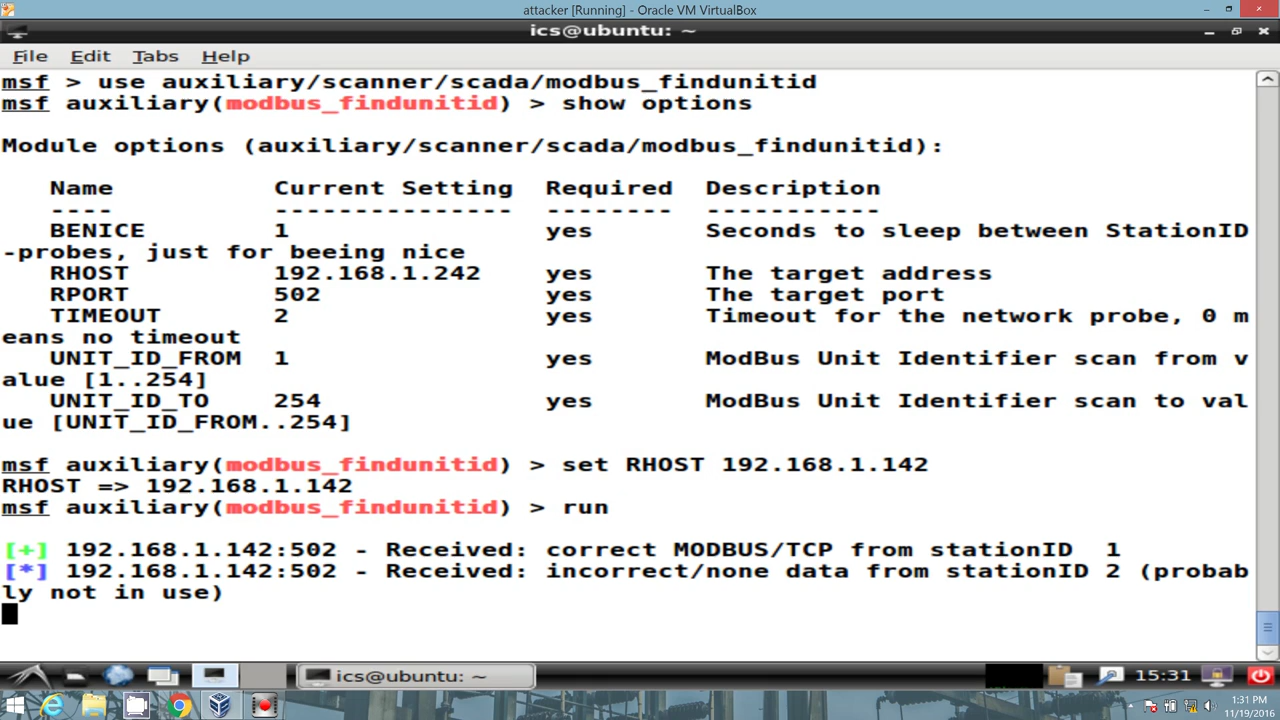 attacker [Running] - Oracle VM VirtualBox
ics@ubuntu: ~
File Edit Tabs Help
msf > use auxiliary/scanner/scada/modbus_findunitid
msf auxiliary(modbus_findunitid) > show options
Module options (auxiliary/scanner/scada/modbus_findunitid):
Name Current Setting Required Description
---- --------------- -------- -----------
BENICE 1 yes Seconds to sleep between StationID
-probes, just for beeing nice
RHOST 192.168.1.242 yes The target address
RPORT 502 yes The target port
TIMEOUT 2 yes Timeout for the network probe, 0 m
eans no timeout
UNIT_ID_FROM 1 yes ModBus Unit Identifier scan from v
alue [1..254]
UNIT_ID_TO 254 yes ModBus Unit Identifier scan to val
ue [UNIT_ID_FROM..254]
msf auxiliary(modbus_findunitid) > set RHOST 192.168.1.142
RHOST => 192.168.1.142
msf auxiliary(modbus_findunitid) > run
[+] 192.168.1.142:502 - Received: correct MODBUS/TCP from stationID 1
[*] 192.168.1.142:502 - Received: incorrect/none data from stationID 2 (probab
ly not in use)
ics@ubuntu: ~
15:31
1:31 PM
11/19/2016